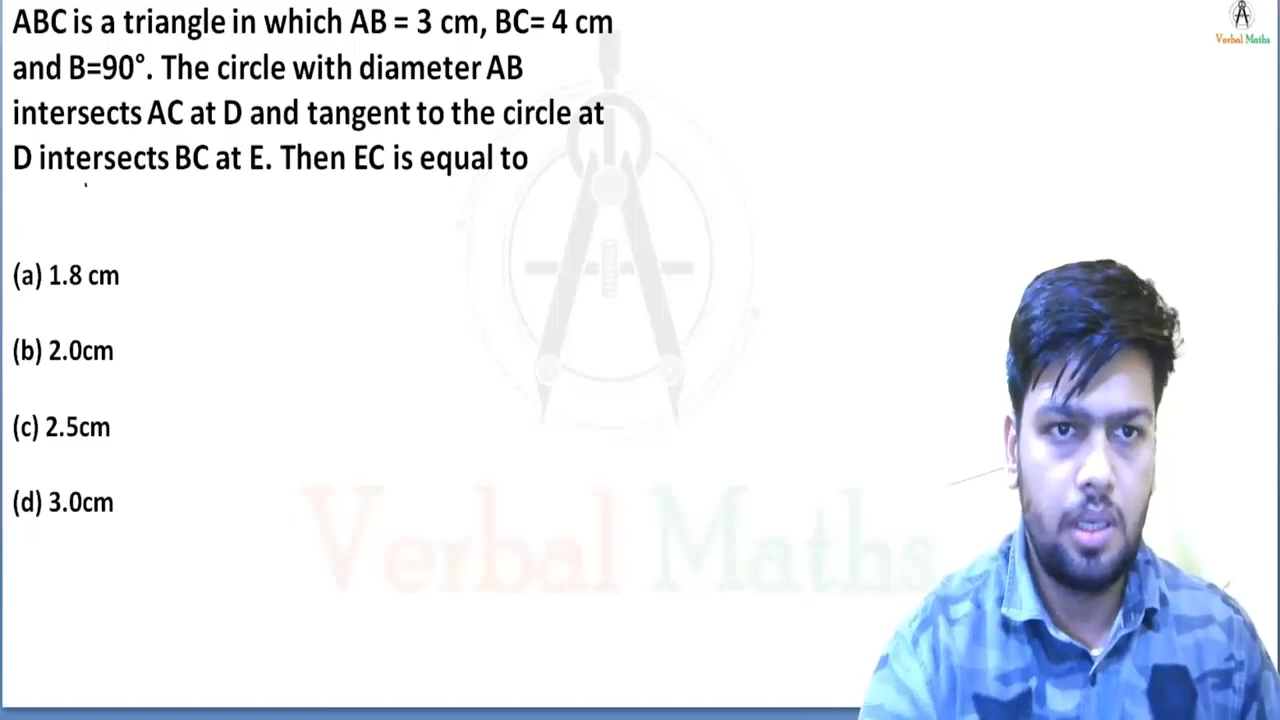 ABC is a triangle in which AB = 3 cm, BC= 4 cm
and B=90°. The circle with diameter AB
intersects AC at D and tangent to the circle at
D intersects BC at E. Then EC is equal to
(a) 1.8 cm
(b) 2.0cm
(c) 2.5cm
(d) 3.0cm
Verbal Maths
Verbal Maths